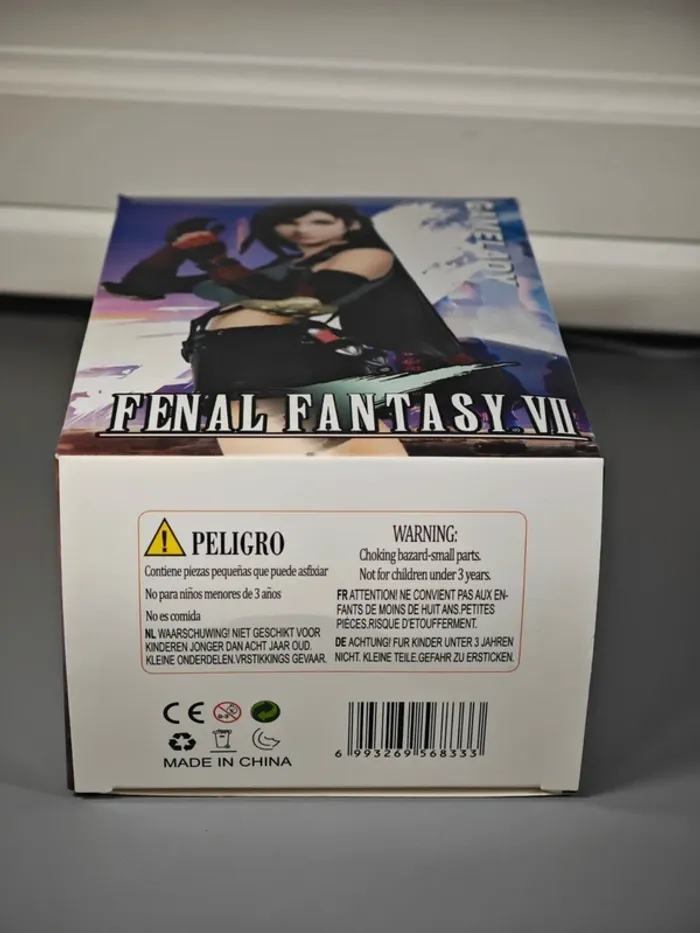 GAMELADY
FENAL FANTASY VII
PELIGRO
Contiene piezas pequeñas que puede asfixiar
No para niños menores de 3 años
No es comida
NL WAARSCHUWING! NIET GESCHIKT VOOR
KINDEREN JONGER DAN ACHT JAAR OUD.
KLEINE ONDERDELEN.VRSTIKKINGS GEVAAR.
WARNING:
Choking bazard-small parts.
Not for children under 3 years.
FR ATTENTION! NE CONVIENT PAS AUX EN-
FANTS DE MOINS DE HUIT ANS.PETITES
PIÈCES.RISQUE D'ETOUFFERMENT.
DE ACHTUNG! FUR KINDER UNTER 3 JAHREN
NICHT. KLEINE TEILE.GEFAHR ZU ERSTICKEN.
CE
0-3
MADE IN CHINA
6 993269 568333